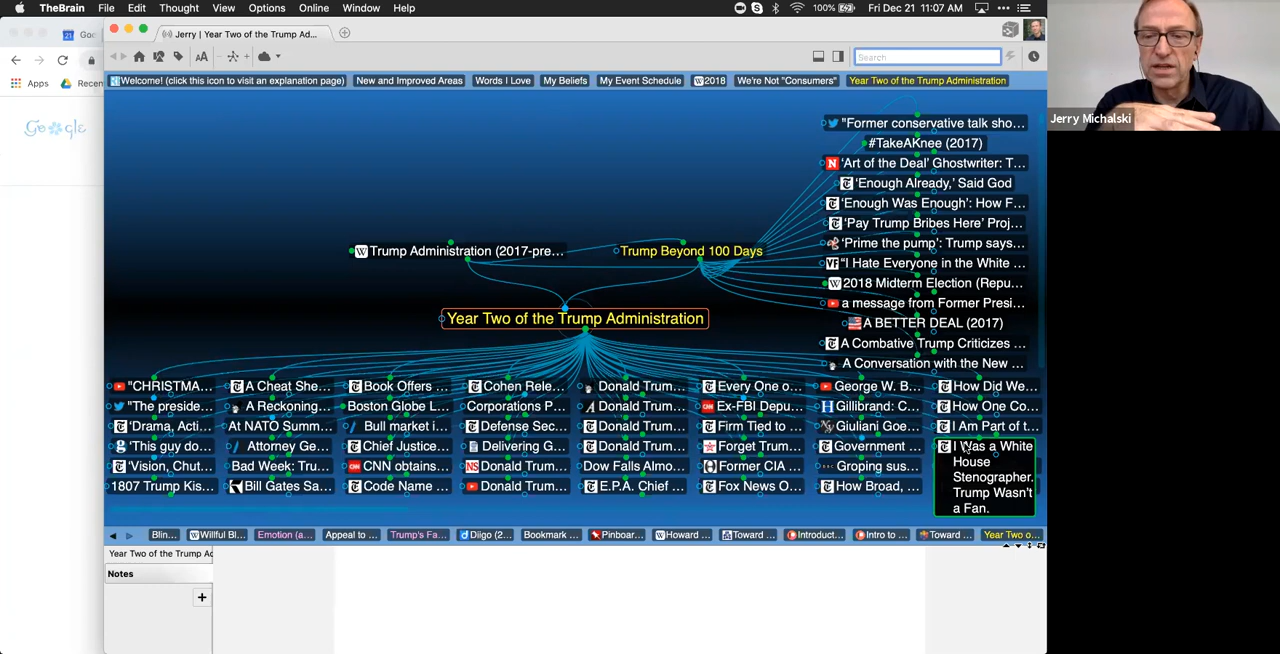 TheBrain File Edit Thought View Options Online Window Help
100% Fri Dec 21 11:07 AM
Jerry | Year Two of the Trump Ad...
Search
Apps
Google
Welcome! (click this icon to visit an explanation page) New and Improved Areas Words I Love My Beliefs My Event Schedule 2018 We're Not "Consumers" Year Two of the Trump Administration
Jerry Michalski
"Former conservative talk sho...
#TakeAKnee (2017)
'Art of the Deal' Ghostwriter: T...
'Enough Already,' Said God
'Enough Was Enough': How F...
'Pay Trump Bribes Here' Proj...
'Prime the pump': Trump says...
"I Hate Everyone in the White ...
2018 Midterm Election (Repu...
a message from Former Presi...
A BETTER DEAL (2017)
A Combative Trump Criticizes ...
A Conversation with the New ...
Trump Administration (2017-pre... Trump Beyond 100 Days
Year Two of the Trump Administration
"CHRISTMA... A Cheat She... Book Offers ... Cohen Rele... Donald Trum... Every One o... George W. B... How Did We...
"The preside... A Reckoning... Boston Globe L... Corporations P... Donald Trum... Ex-FBI Depu... Gillibrand: C... How One Co...
'Drama, Acti... At NATO Summ... Bull market i... Defense Sec... Donald Trum... Firm Tied to ... Giuliani Goe... I Am Part of t...
'This guy do... Attorney Ge... Chief Justice... Delivering G... Donald Trum... Forget Trum... Government ... I Was a White
House
Stenographer.
Trump Wasn't
a Fan.
'Vision, Chut... Bad Week: Tru... CNN obtains... Donald Trum... Dow Falls Almo... Former CIA ... Groping sus...
1807 Trump Kis... Bill Gates Sa... Code Name ... Donald Trum... E.P.A. Chief ... Fox News O... How Broad, ...
Blin... Willful Bl... Emotion (a... Appeal to ... Trump's Fa... Diigo (2... Bookmark ... Pinboar... Howard ... Toward ... Introduct... Intro to ... Toward ... Year Two o...
Year Two of the Trump Ad
Notes